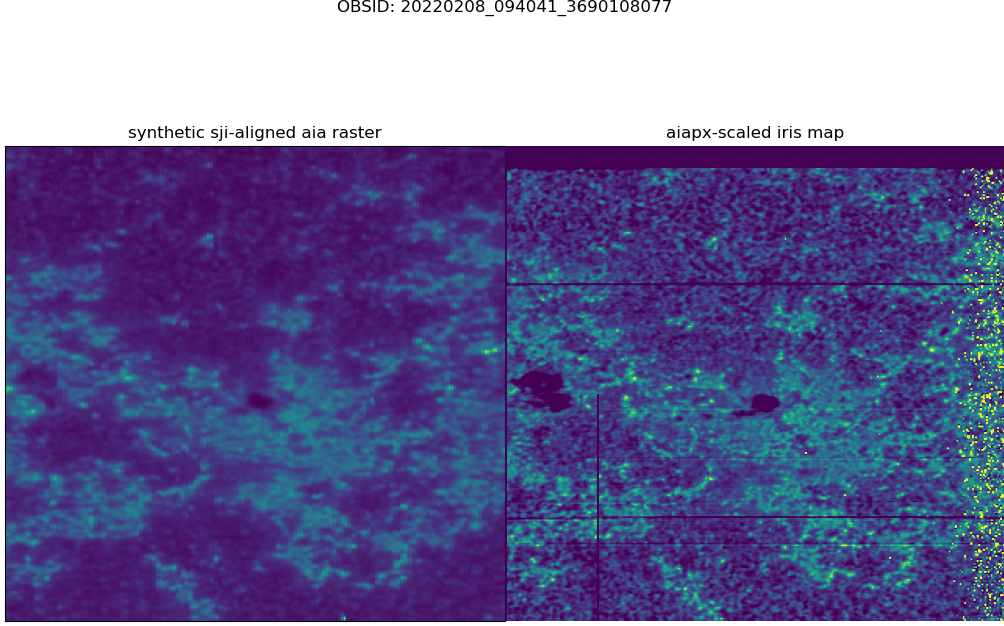 OBSID: 20220208_094041_3690108077
synthetic sji-aligned aia raster
aiapx-scaled iris map